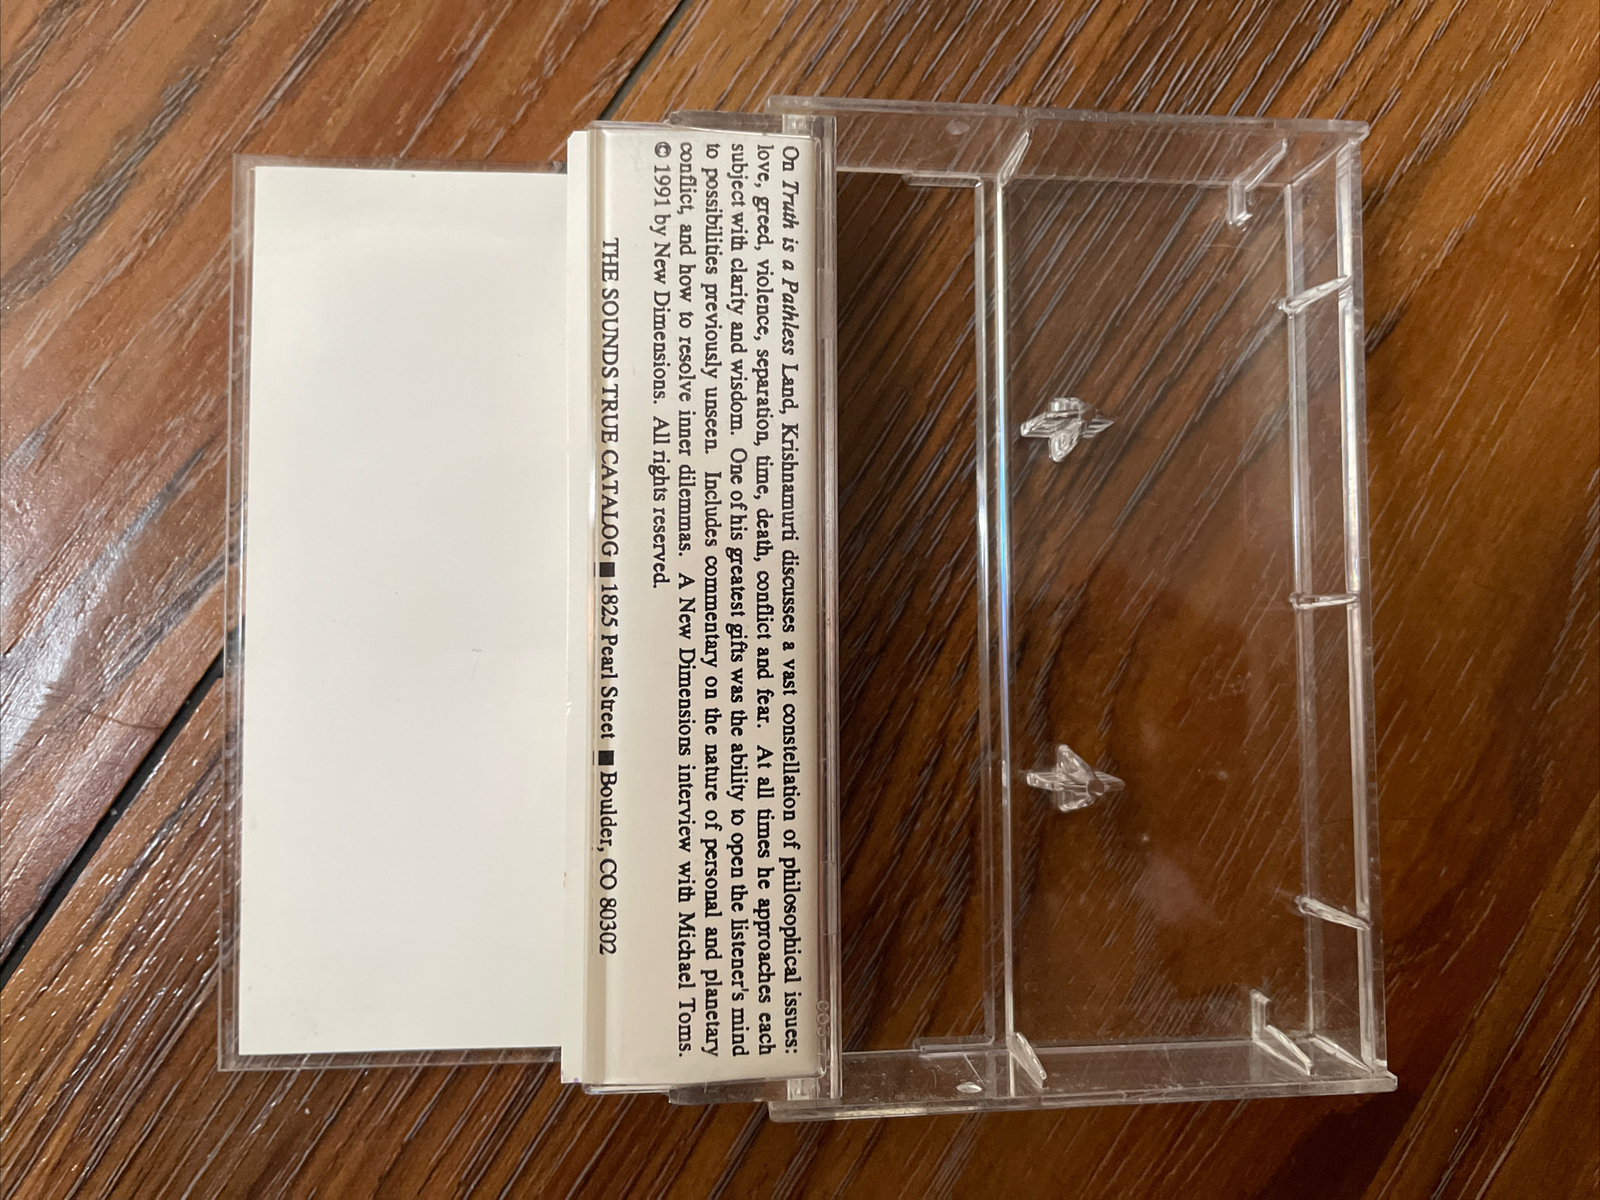 On Truth is a Pathless Land, Krishnamurti discusses a vast constellation of philosophical issues:
love, greed, violence, separation, time, death, conflict and fear. At all times he approaches each
subject with clarity and wisdom. One of his greatest gifts was the ability to open the listener's mind
to possibilities previously unseen. Includes commentary on the nature of personal and planetary
conflict, and how to resolve inner dilemmas. A New Dimensions interview with Michael Toms.
© 1991 by New Dimensions. All rights reserved.
THE SOUNDS TRUE CATALOG ■ 1825 Pearl Street ■ Boulder, CO 80302